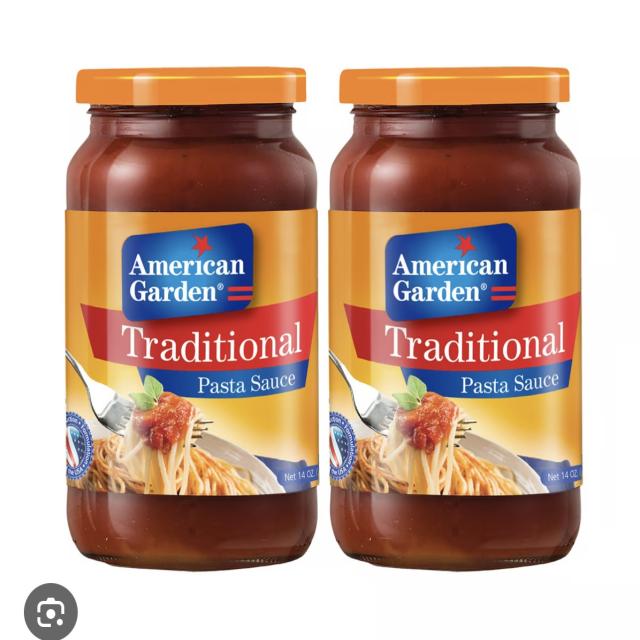 American
Garden®
Traditional
Pasta Sauce
Net 14 OZ.
American
Garden®
Traditional
Pasta Sauce
Net 14 OZ.